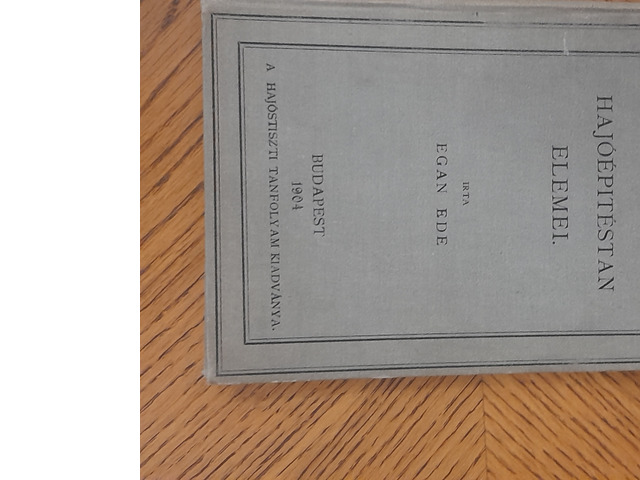 HAJÓÉPITÉSTAN
ELEMEI.
IRTA
EGAN EDE
BUDAPEST
1904
A HAJÓSTISZTI TANFOLYAM KIADVÁNYA.